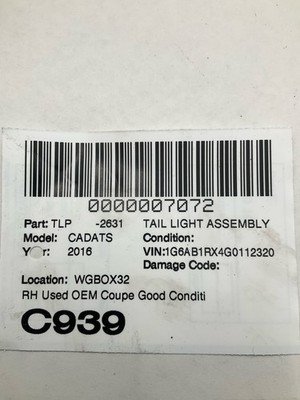 0000007072
Part: TLP -2631 TAIL LIGHT ASSEMBLY
Model: CADATS Condition:
Year: 2016 VIN:1G6AB1RX4G0112320
Damage Code:
Location: WGBOX32
RH Used OEM Coupe Good Conditi
C939